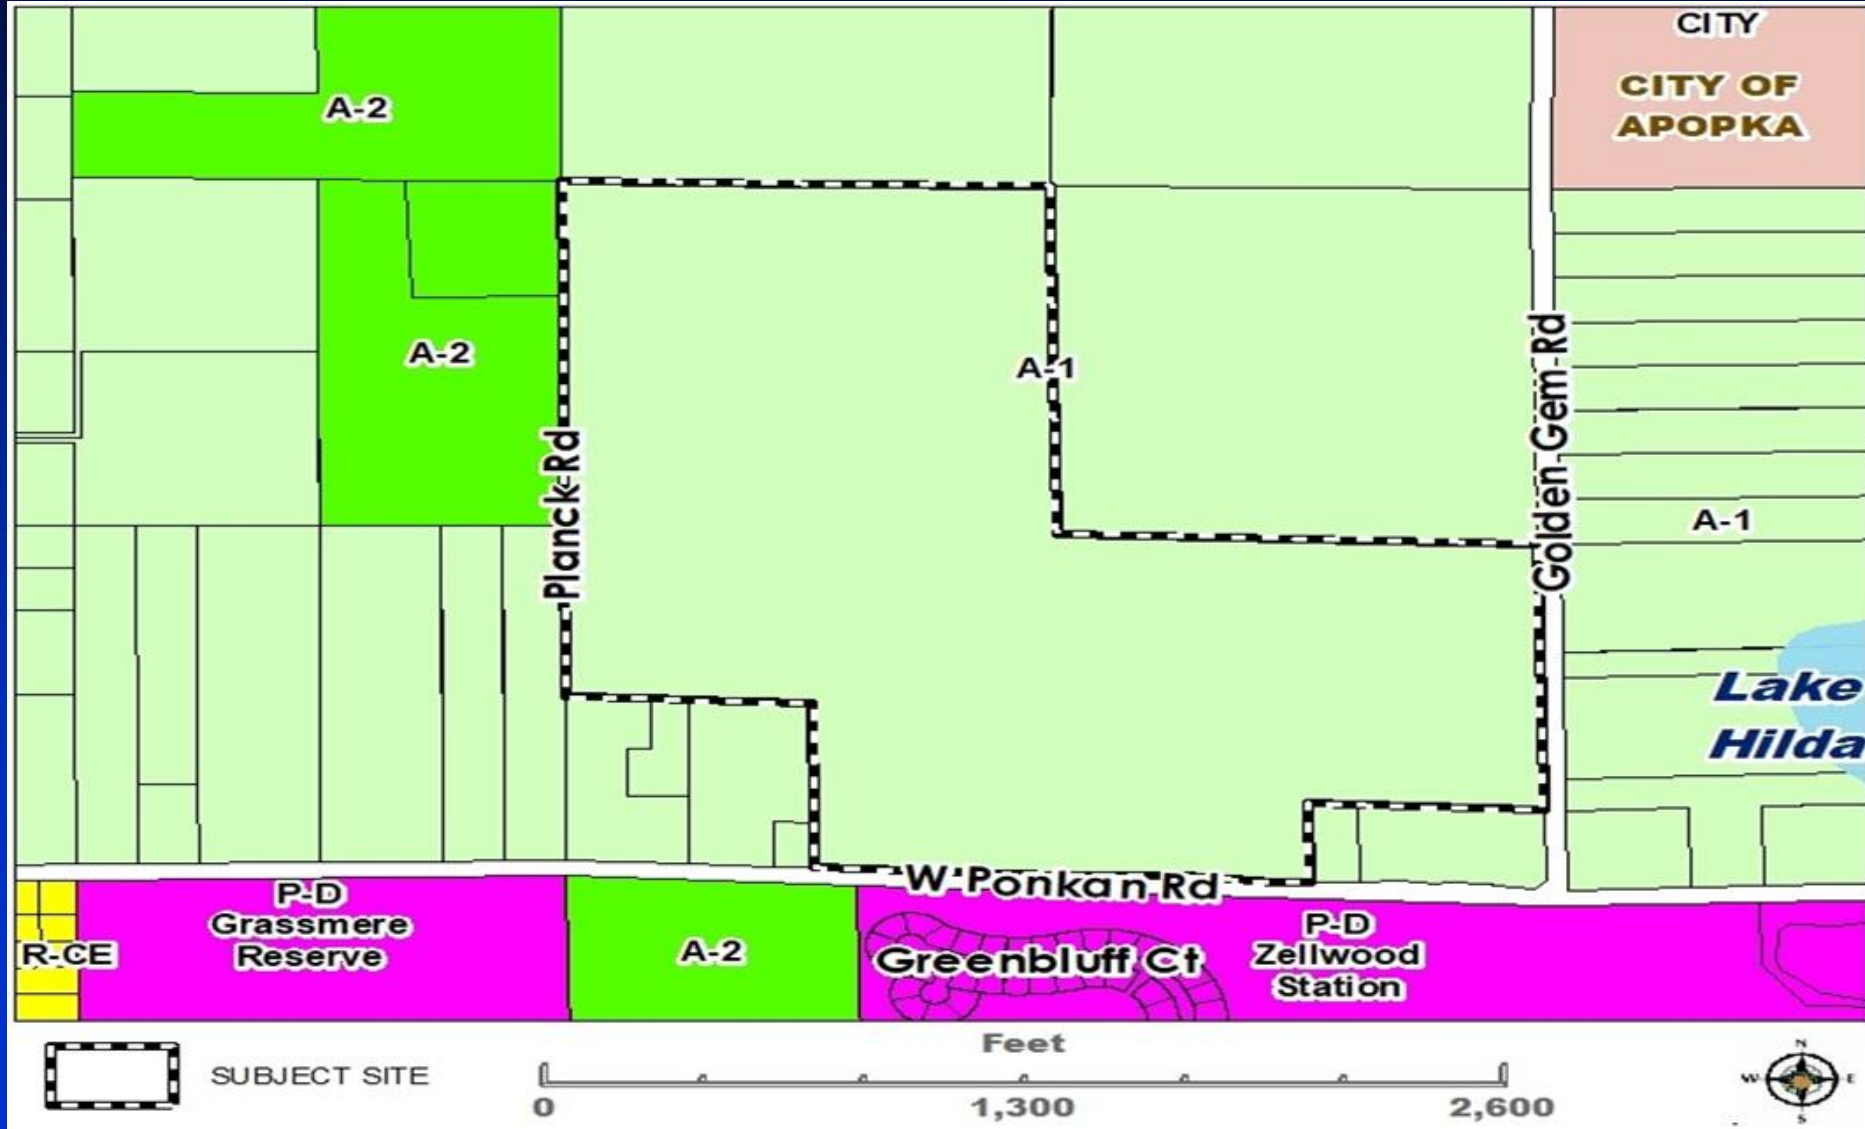 CITY
CITY OF
APOPKA
A-2
A-2
A-1
Planck Rd
Golden Gem Rd
A-1
Lake
Hilda
W Ponkan Rd
P-D
Grassmere
Reserve
R-CE
A-2
Greenbluff Ct
P-D
Zellwood
Station
SUBJECT SITE
Feet
0 1,300 2,600
N
W E
S